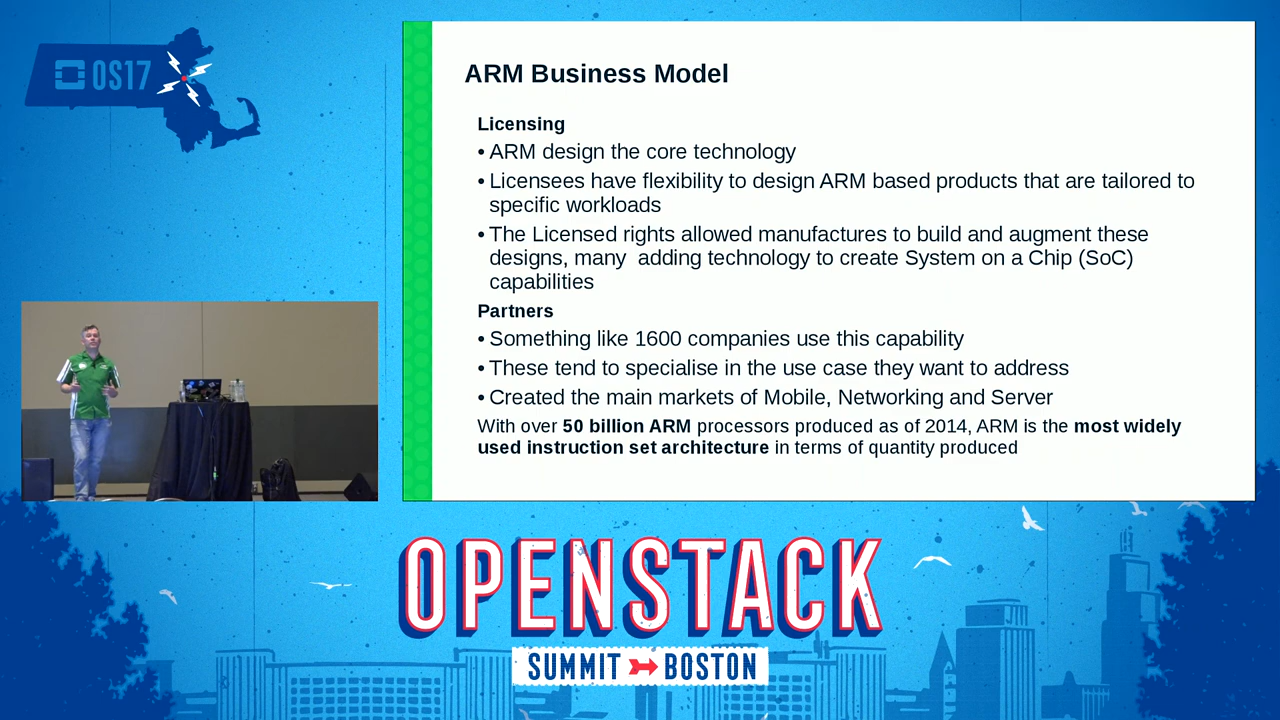 OS17
ARM Business Model
Licensing
• ARM design the core technology
• Licensees have flexibility to design ARM based products that are tailored to
specific workloads
• The Licensed rights allowed manufactures to build and augment these
designs, many  adding technology to create System on a Chip (SoC)
capabilities
Partners
• Something like 1600 companies use this capability
• These tend to specialise in the use case they want to address
• Created the main markets of Mobile, Networking and Server
With over 50 billion ARM processors produced as of 2014, ARM is the most widely
used instruction set architecture in terms of quantity produced
OPENSTACK
SUMMIT BOSTON